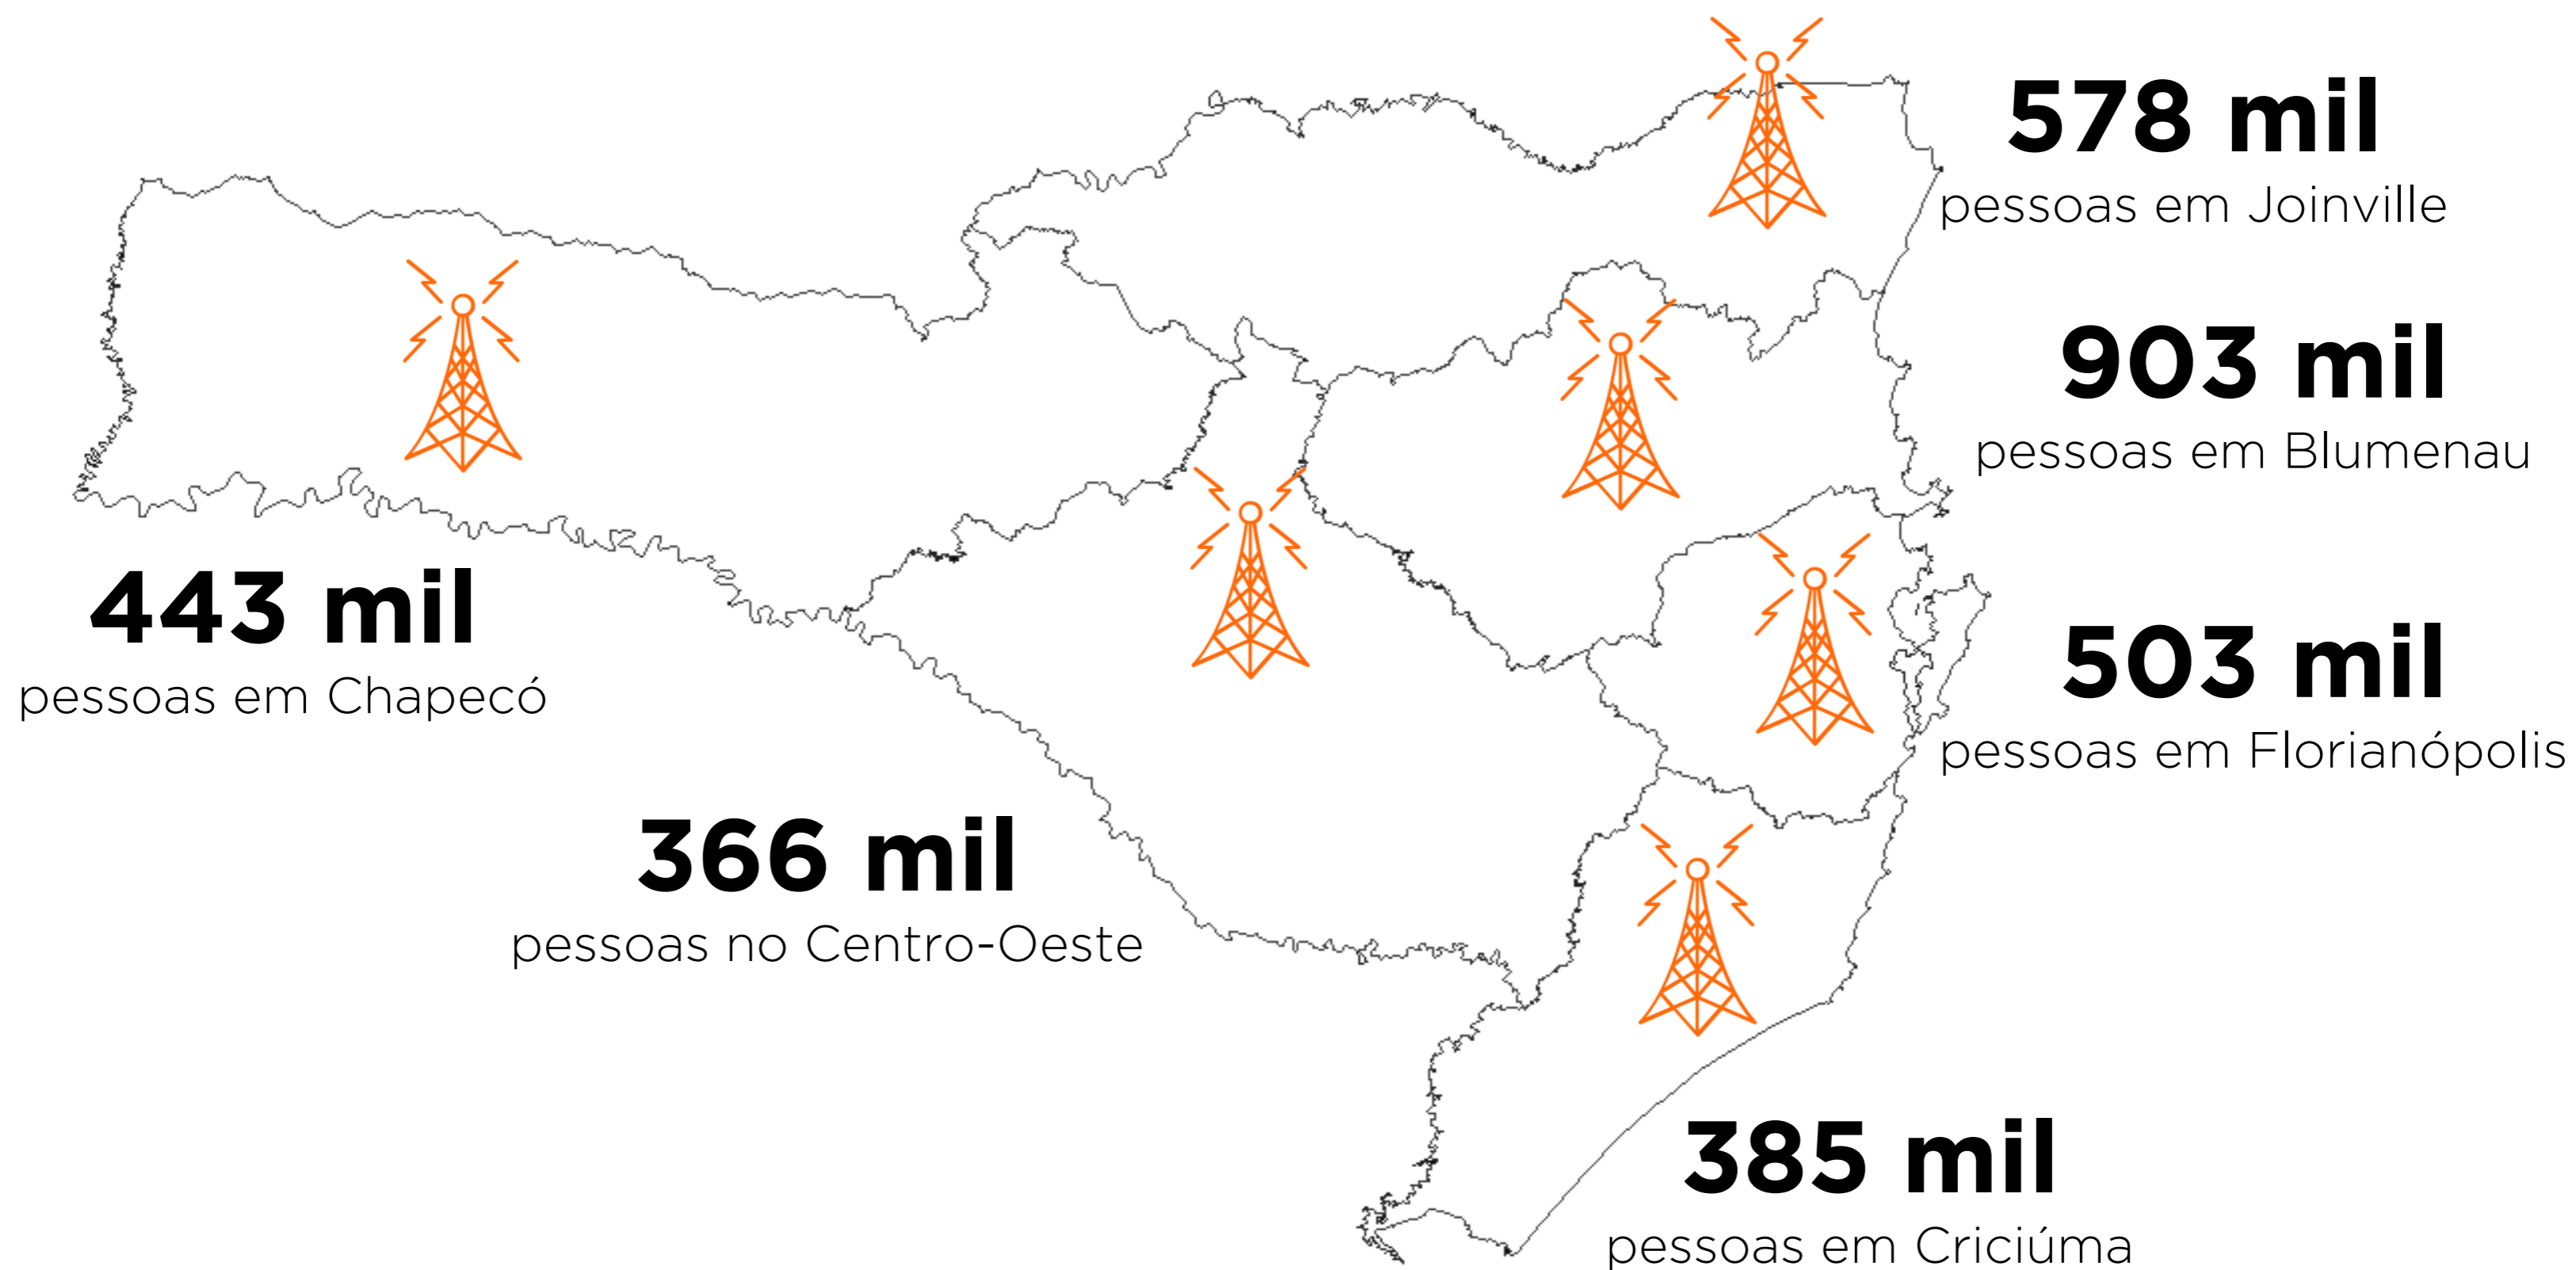 578 mil
pessoas em Joinville
903 mil
pessoas em Blumenau
443 mil
pessoas em Chapecó
503 mil
pessoas em Florianópolis
366 mil
pessoas no Centro-Oeste
385 mil
pessoas em Criciúma